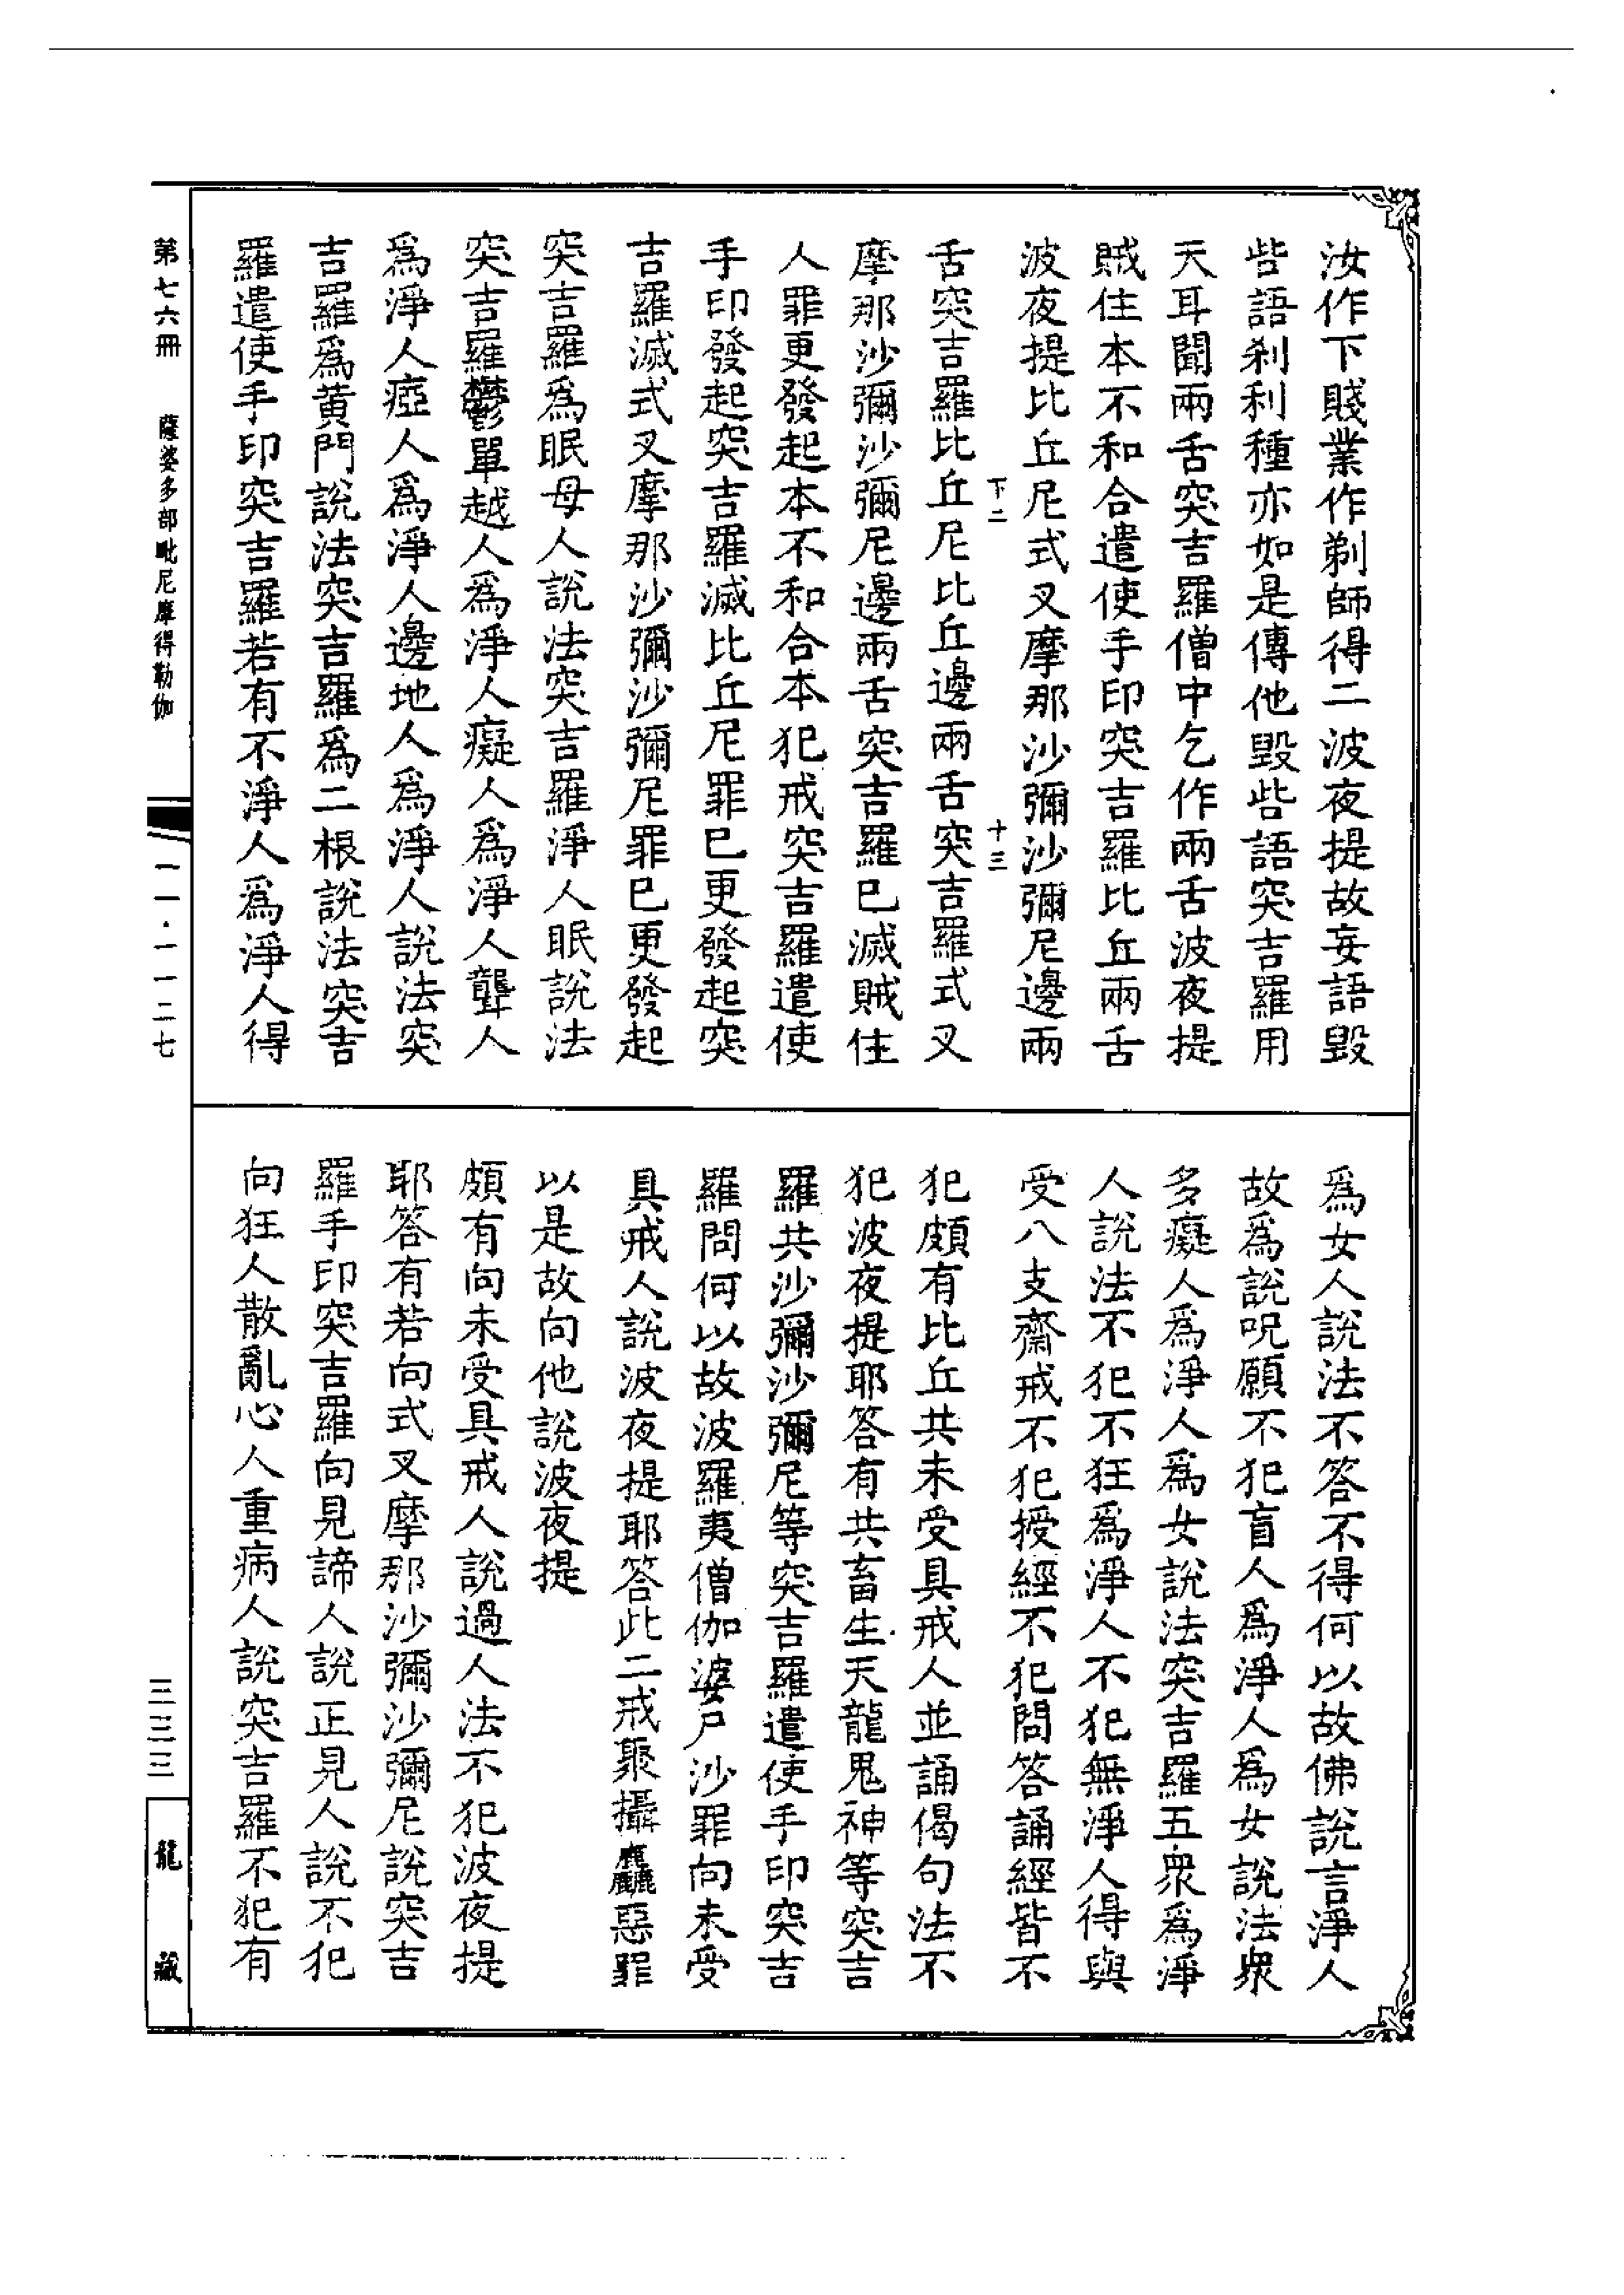 汝作下賤業作剃師得二波夜提故妄語毀
呰語刹利種亦如是傳他毀呰語突吉羅用
天耳聞兩舌突吉羅僧中乞作兩舌波夜提
賊住本不和合遣使手印突吉羅比丘兩舌
波夜提比丘尼式叉摩那沙彌沙彌尼邊兩
下二
十三
舌突吉羅比丘尼比丘邊兩舌突吉羅式叉
摩那沙彌沙彌尼邊兩舌突吉羅巳滅賊住
人罪更發起本不和合本犯戒突吉羅遣使
手印發起突吉羅滅比丘尼罪巳更發起突
吉羅滅式叉摩那沙彌沙彌尼罪巳更發起
突吉羅爲眠母人說法突吉羅淨人眠說法
突吉羅鬱單越人爲淨人癡人爲淨人聾人
爲淨人瘂人爲淨人邊地人爲淨人說法突
吉羅爲黃門說法突吉羅爲二根說法突吉
羅遣使手印突吉羅若有不淨人爲淨人得
爲女人說法不答不得何以故佛說言淨人
故爲說呪願不犯盲人爲淨人爲女說法衆
多癡人爲淨人爲女說法突吉羅五衆爲淨
人說法不犯不狂爲淨人不犯無淨人得與
受八支齋戒不犯授經不犯問答誦經皆不
犯頗有比丘共未受具戒人並誦偈句法不
犯波夜提耶答有共畜生天龍鬼神等突吉
羅共沙彌沙彌尼等突吉羅遣使手印突吉
羅問何以故波羅夷僧伽婆尸沙罪向未受
具戒人說波夜提耶答此二戒聚攝麤惡罪
以是故向他說波夜提
頗有向未受具戒人說過人法不犯波夜提
耶答有若向式叉摩那沙彌沙彌尼說突吉
羅手印突吉羅向見諦人說正見人說不犯
向狂人散亂心人重病人說突吉羅不犯有
第七六冊　薩婆多部毗尼摩得勒伽
一一·一一二七
三三三
龍藏